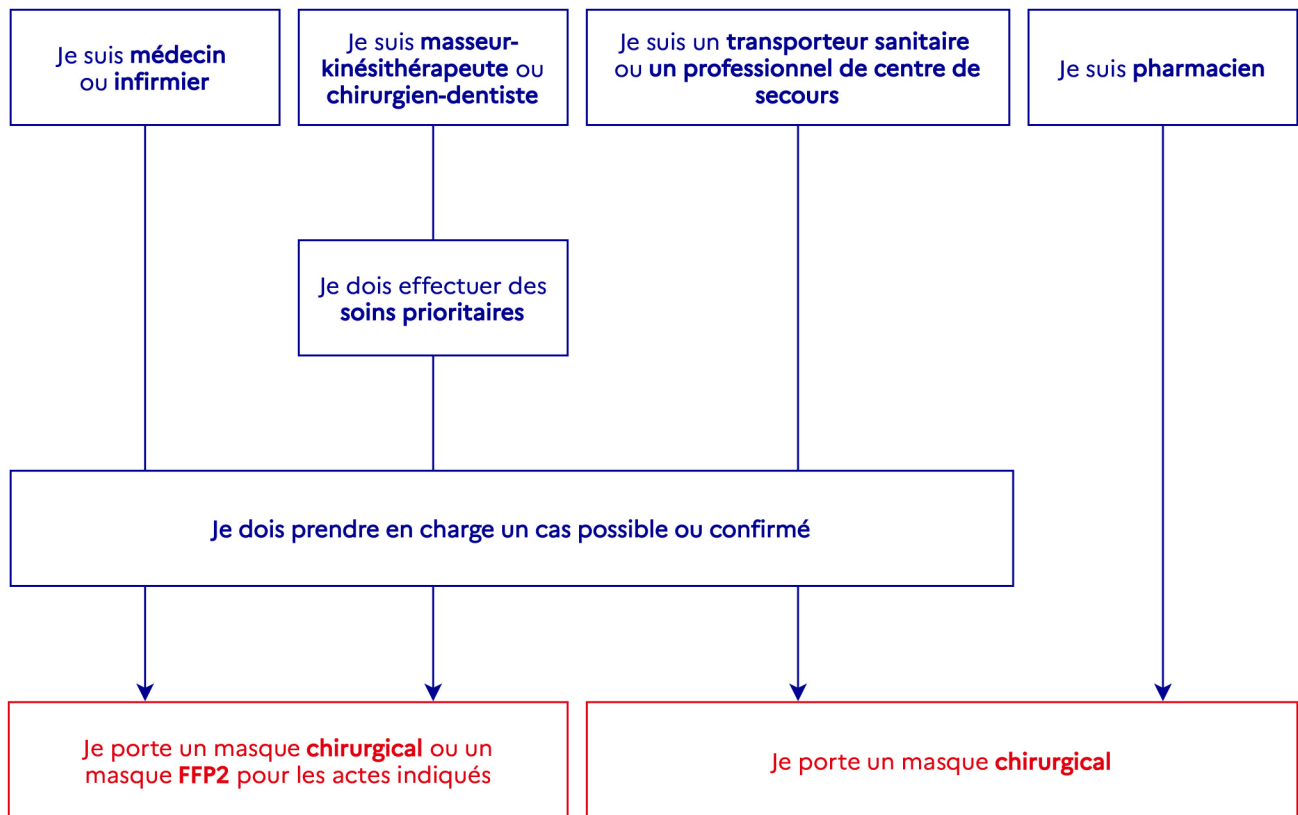 Je suis médecin
ou infirmier
Je suis masseur-
kinésithérapeute ou
chirurgien-dentiste
Je suis un transporteur sanitaire
ou un professionnel de centre de
secours
Je suis pharmacien
Je dois effectuer des
soins prioritaires
Je dois prendre en charge un cas possible ou confirmé
Je porte un masque chirurgical ou un
masque FFP2 pour les actes indiqués
Je porte un masque chirurgical